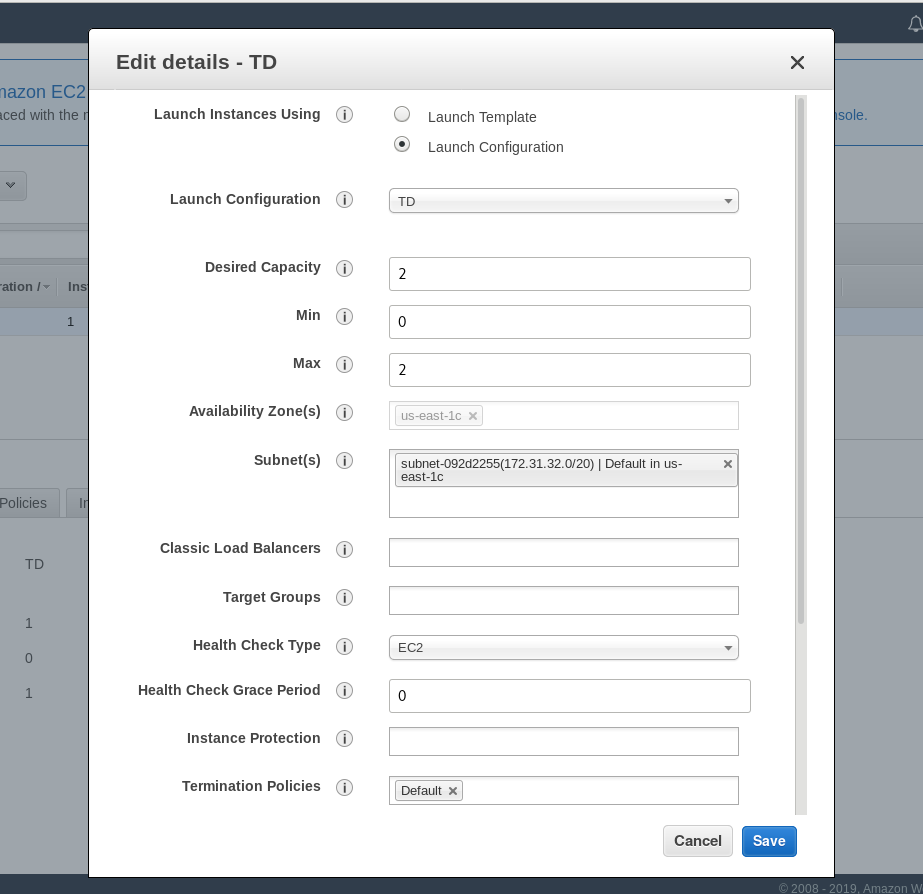 Edit details - TD
mazon EC2
aced with the
nsole.
Launch Instances Using
Launch Template
Launch Configuration
Launch Configuration
TD
ration /
Ins
1
Desired Capacity
2
Min
0
Max
2
Availability Zone(s)
us-east-1c
Subnet(s)
subnet-092d2255(172.31.32.0/20) | Default in us-
east-1c
Policies
In
Classic Load Balancers
TD
Target Groups
1
Health Check Type
EC2
0
Health Check Grace Period
0
1
Instance Protection
Termination Policies
Default
Cancel
Save
© 2008 - 2019, Amazon W